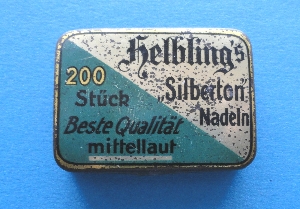 Helbling's
200
Stück
„Silberton"
Nadeln
Beste Qualität
mittellaut